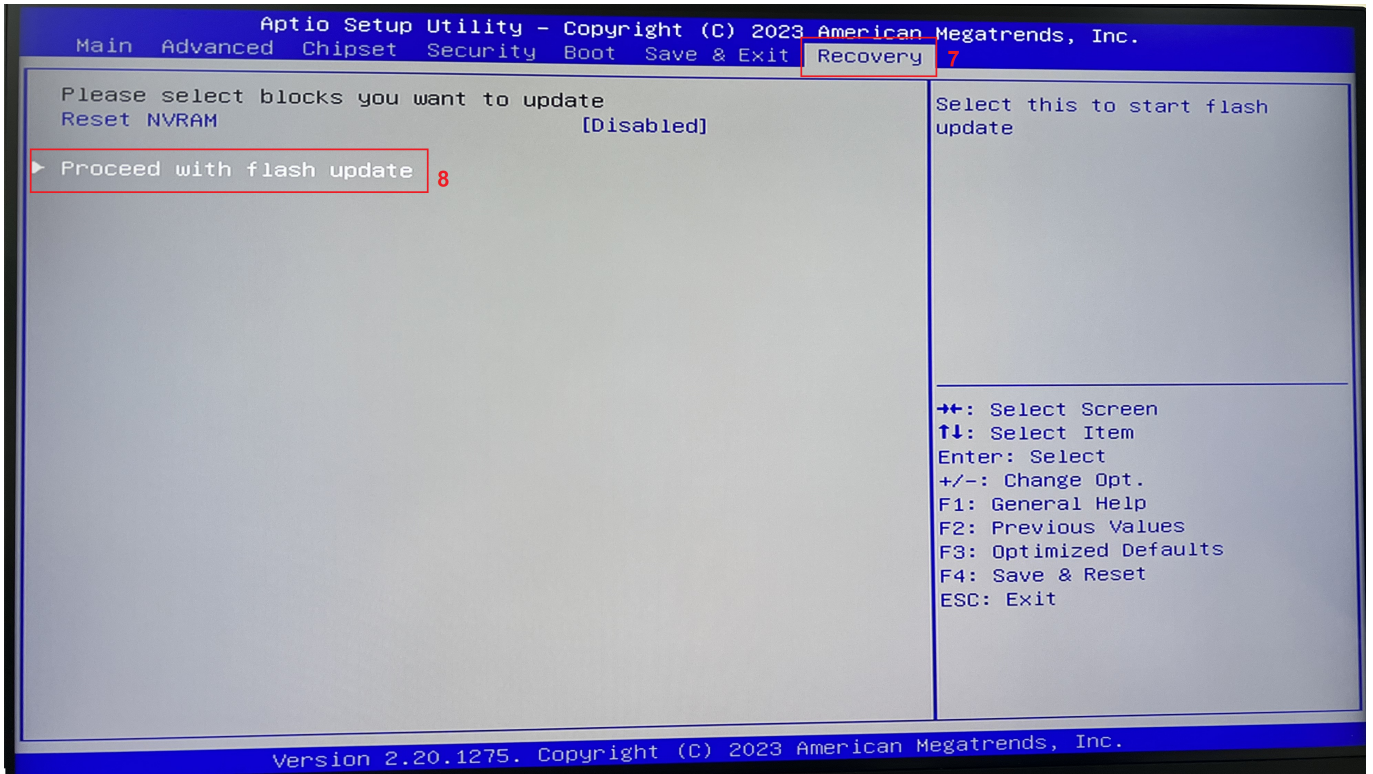 Aptio Setup Utility – Copyright (C) 2023 American Megatrends, Inc.
Main Advanced Chipset Security Boot Save & Exit Recovery 7
Please select blocks you want to update
Reset NVRAM [Disabled]
▶ Proceed with flash update 8
Select this to start flash
update
→←: Select Screen
↑↓: Select Item
Enter: Select
+/-: Change Opt.
F1: General Help
F2: Previous Values
F3: Optimized Defaults
F4: Save & Reset
ESC: Exit
Version 2.20.1275. Copyright (C) 2023 American Megatrends, Inc.